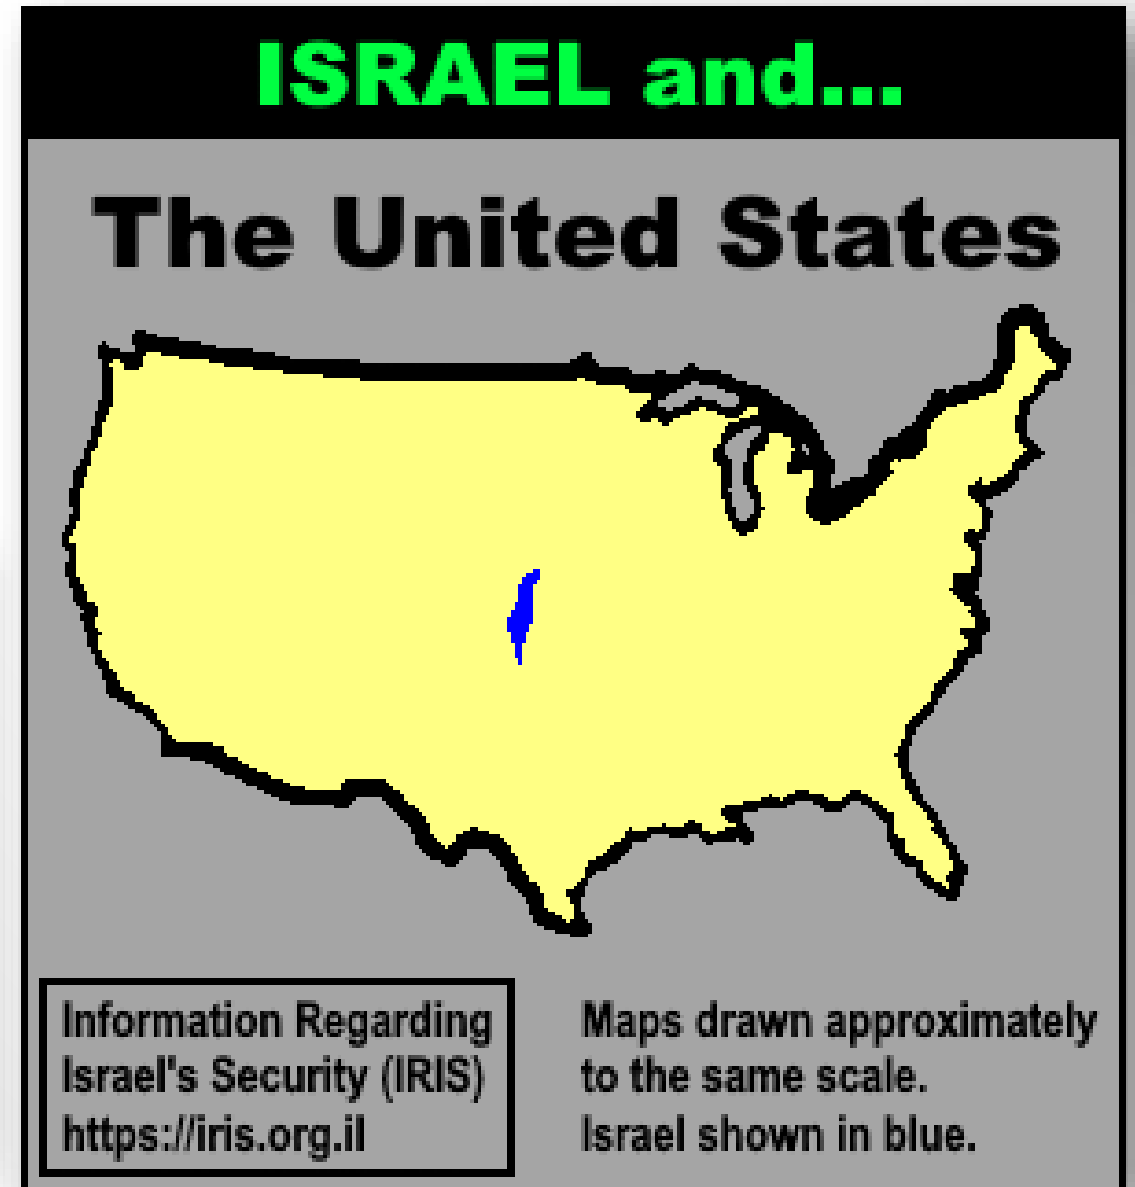 ISRAEL and...
The United States
Information Regarding
Israel's Security (IRIS)
https://iris.org.il
Maps drawn approximately
to the same scale.
Israel shown in blue.